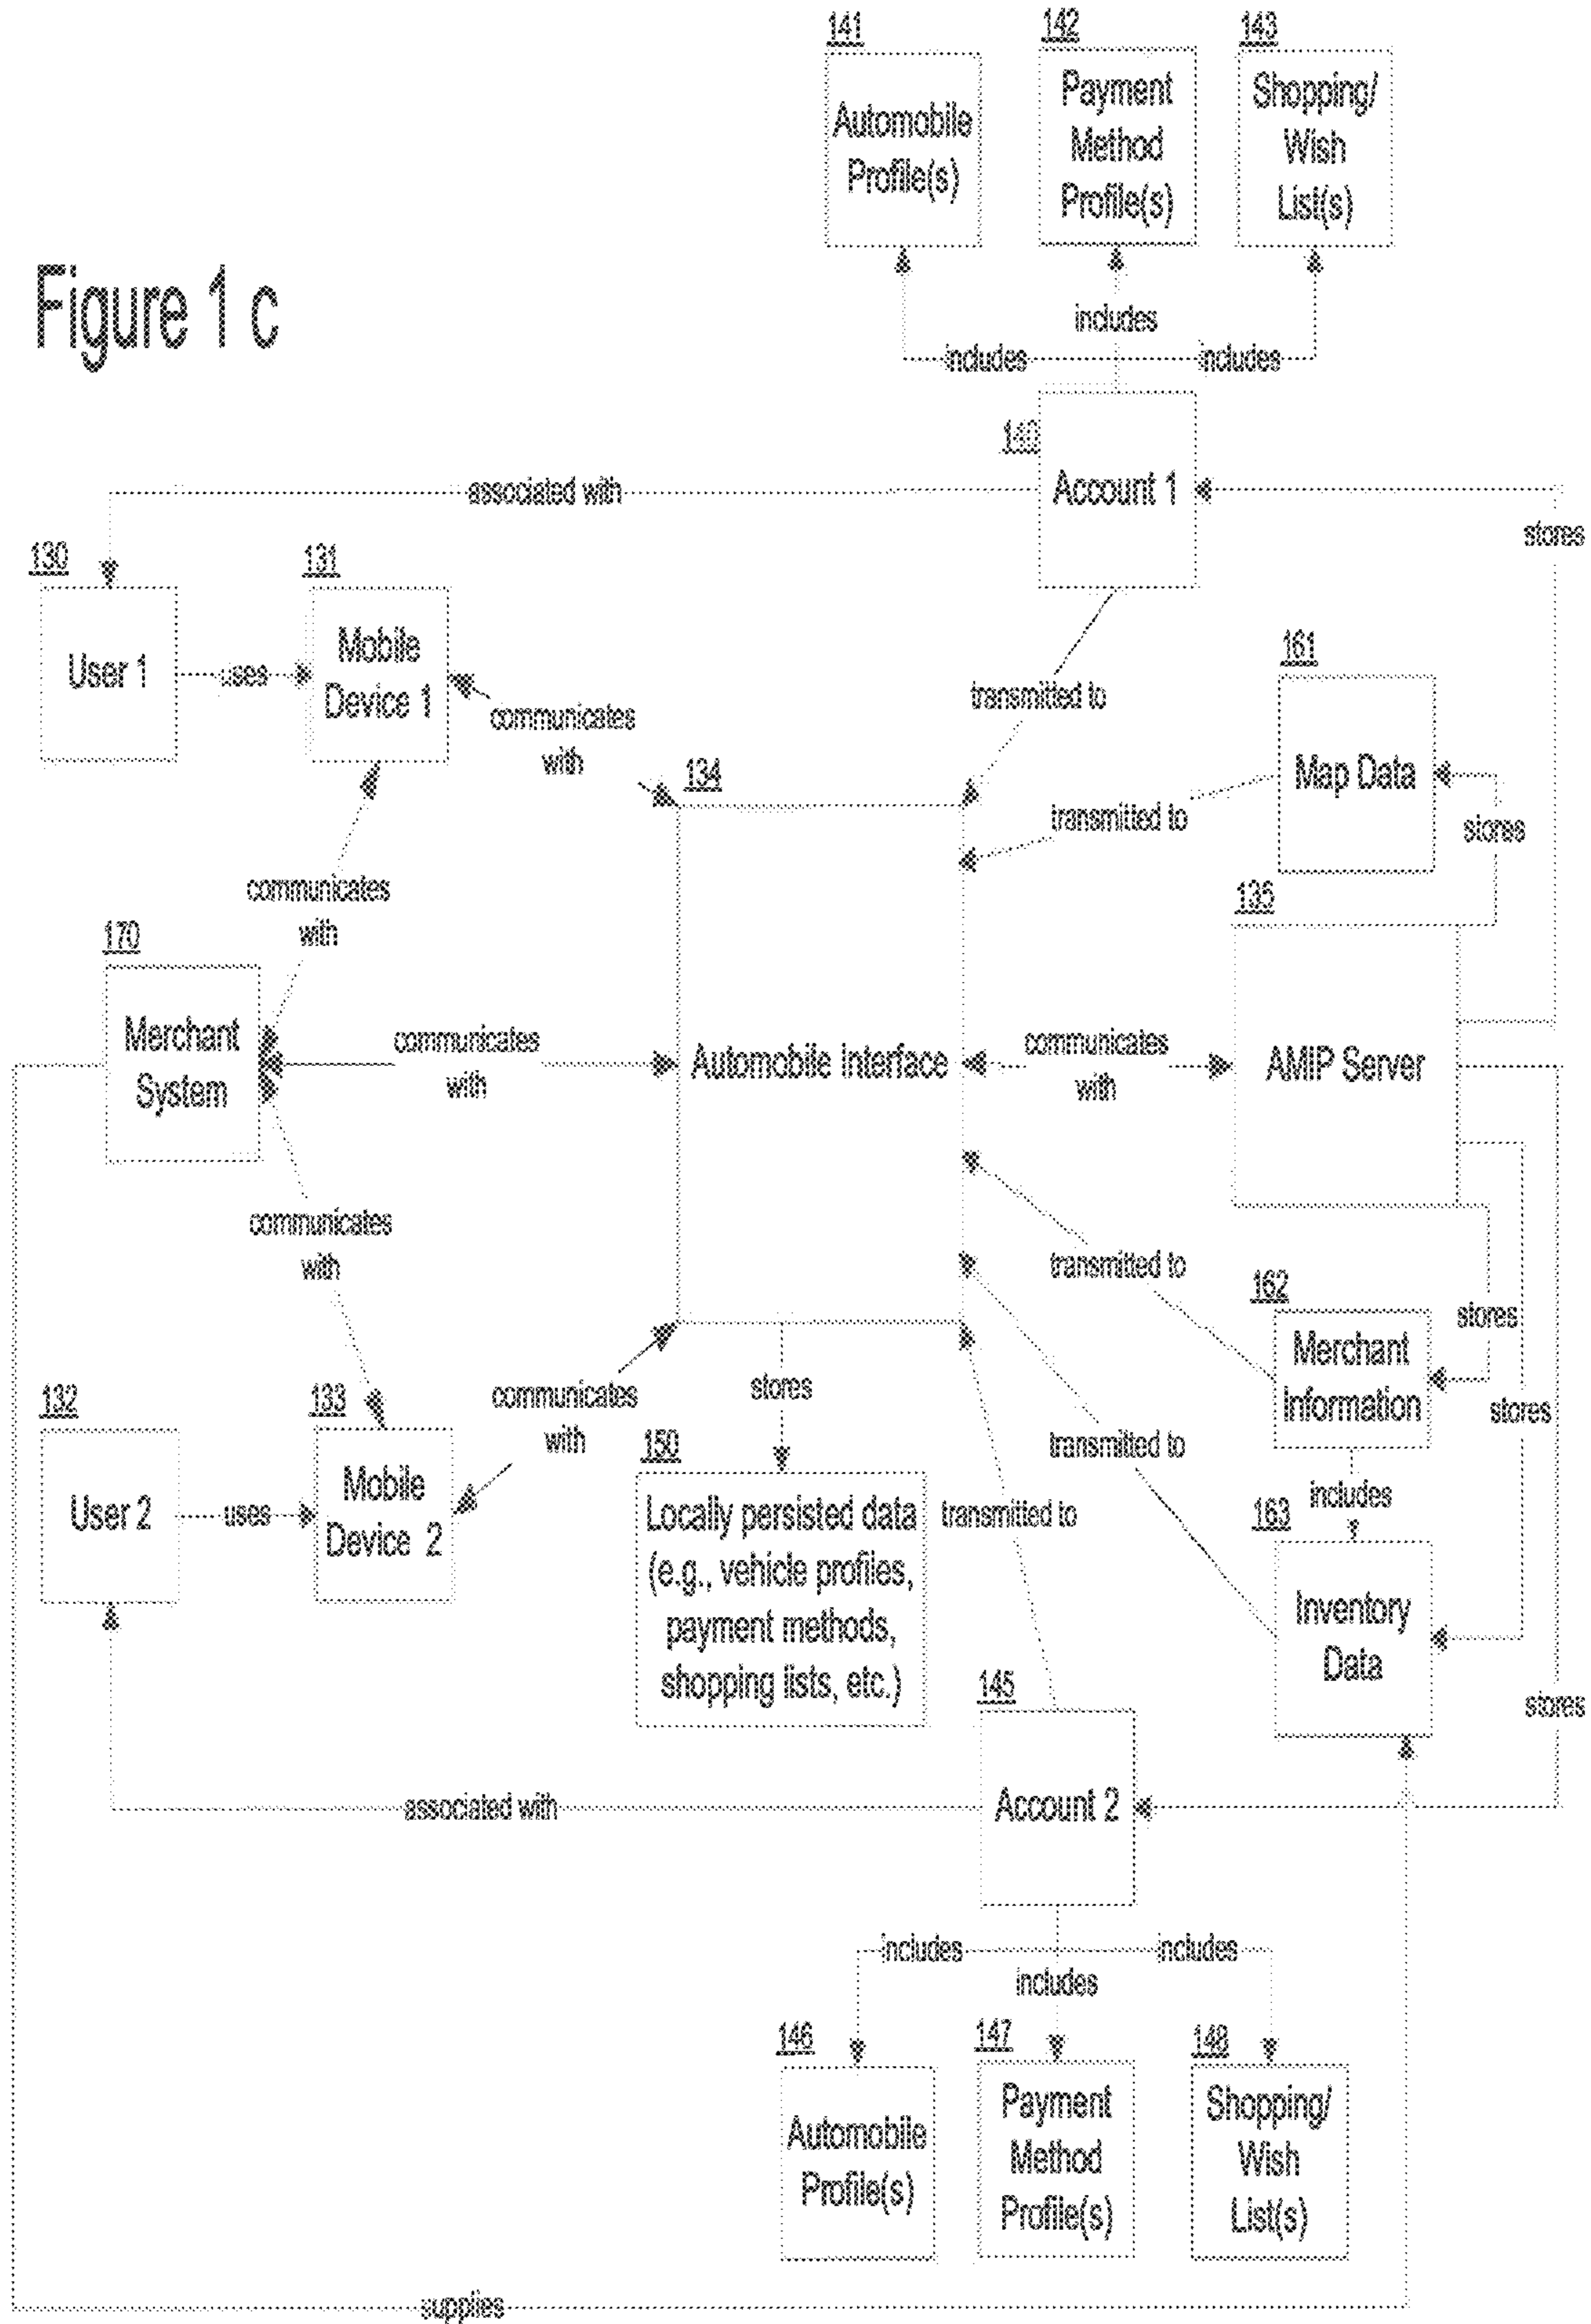 141
142
143
Automobile
Profile(s)
Payment
Method
Profile(s)
Shopping/
Wish
List(s)
Figure 1 c
includes
includes
includes
140
Account 1
associated with
stores
130
User 1
uses
131
Mobile
Device 1
communicates
with
transmitted to
161
Map Data
transmitted to
stores
134
Automobile Interface
communicates
with
170
Merchant
System
communicates
with
communicates
with
135
AMIP Server
communicates
with
transmitted to
162
Merchant
Information
stores
stores
132
User 2
uses
133
Mobile
Device 2
communicates
with
stores
150
Locally persisted data
(e.g., vehicle profiles,
payment methods,
shopping lists, etc.)
transmitted to
transmitted to
includes
163
Inventory
Data
stores
145
Account 2
associated with
includes
includes
includes
146
Automobile
Profile(s)
147
Payment
Method
Profile(s)
148
Shopping/
Wish
List(s)
supplies